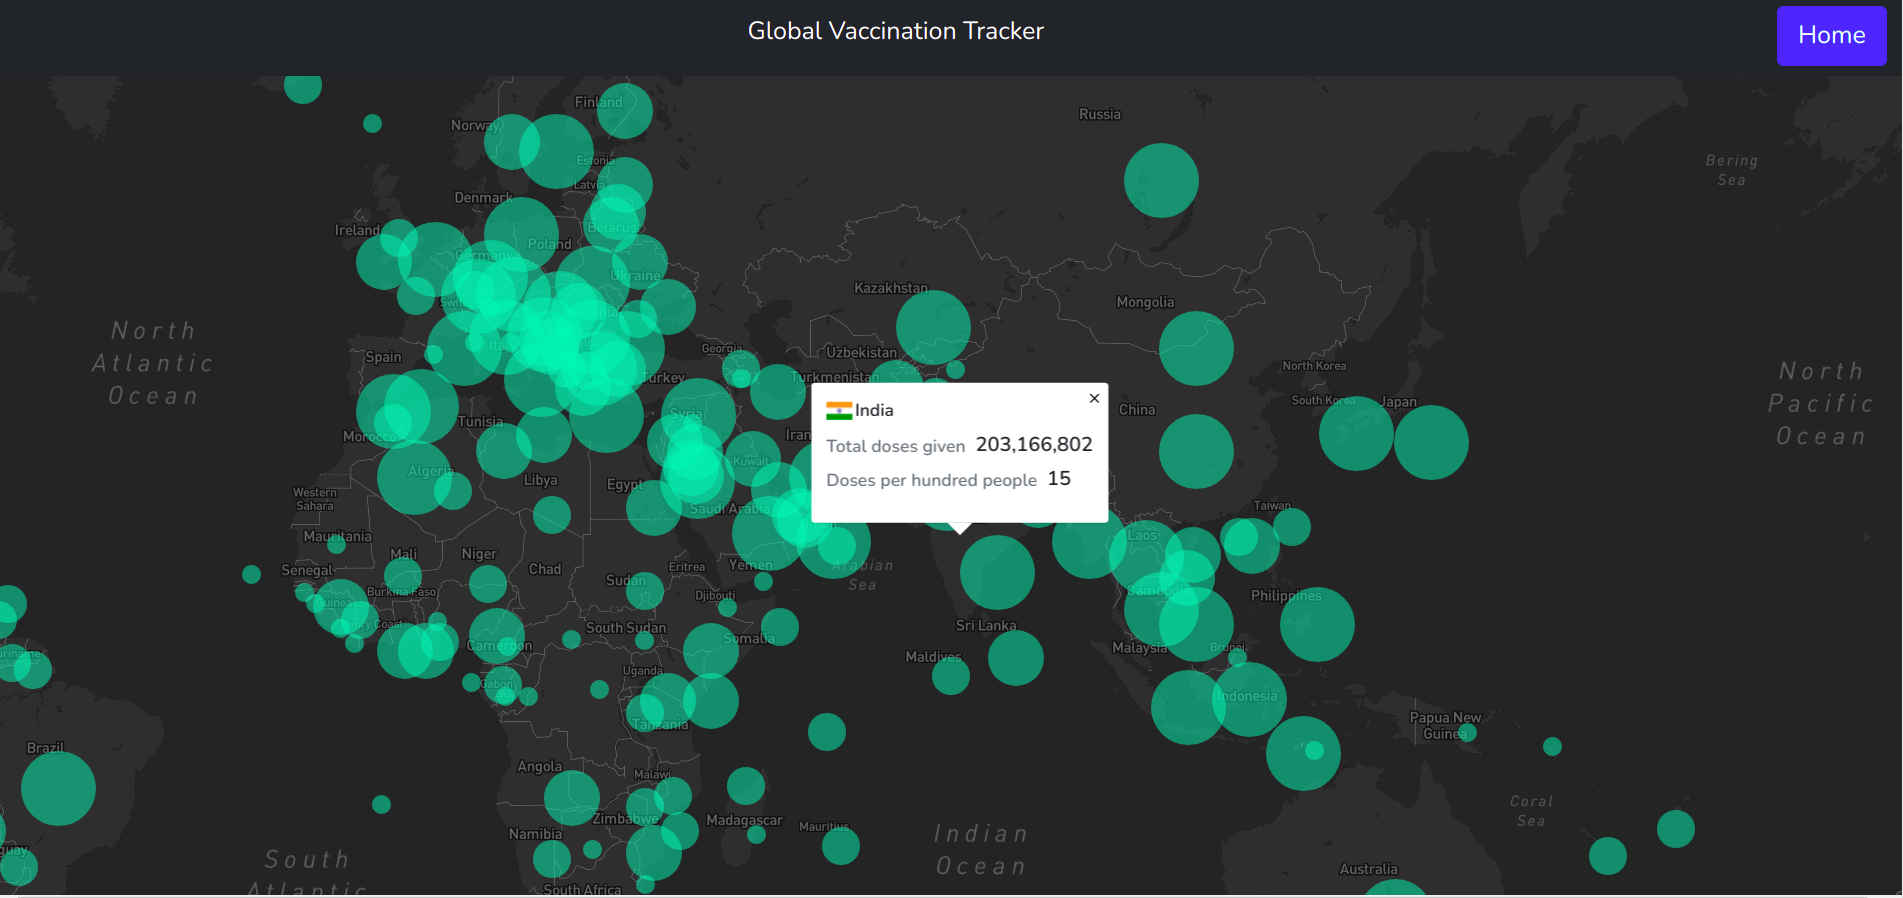 Global Vaccination Tracker
Home
Finland
Russia
Norway
Estonia
Bering
Sea
Latvia
Denmark
Ireland
Belarus
Poland
Germany
Ukraine
Kazakhstan
Mongolia
North
Atlantic
Ocean
Italy
Spain
Georgia
Uzbekistan
North Korea
Turkey
Turkmenistan
North
Pacific
Ocean
South Korea
Japan
China
Syria
Tunisia
Morocco
Iran
India
×
Total doses given 203,166,802
Doses per hundred people 15
Kuwait
Algeria
Libya
Egypt
Western
Sahara
Saudi Arabia
Taiwan
Mauritania
Laos
Mali
Niger
Chad
Senegal
Eritrea
Yemen
Arabian
Sea
Sudan
Burkina Faso
Djibouti
Cambodia
Philippines
Guinea
Ivory Coast
South Sudan
Sri Lanka
Somalia
Cameroon
Malaysia
Brunei
Maldives
uriname
Uganda
Gabon
Indonesia
Tanzania
Papua New
Guinea
Brazil
Angola
Malawi
Coral
Sea
Zimbabwe
Madagascar
Mauritius
Namibia
Indian
Ocean
guay
South
Atlantic
Australia
South Africa